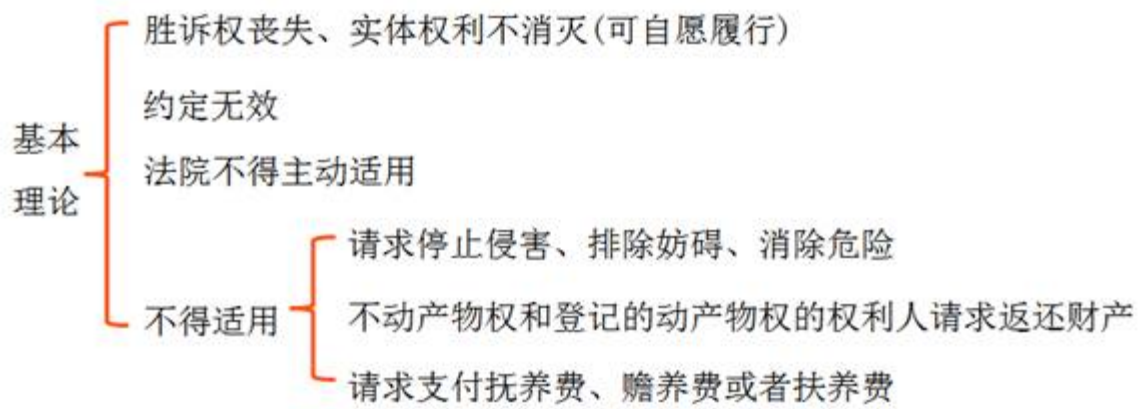 胜诉权丧失、实体权利不消灭(可自愿履行)
约定无效
基本
理论
法院不得主动适用
请求停止侵害、排除妨碍、消除危险
不得适用
不动产物权和登记的动产物权的权利人请求返还财产
请求支付抚养费、赡养费或者扶养费